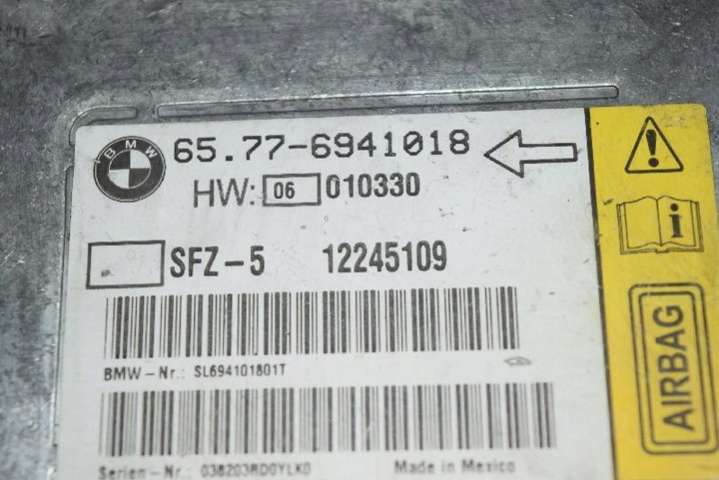 BMW 65.77-6941018
HW: 06 010330
SFZ-5 12245109
BMW-Nr.: SL694101801T
Serien-Nr.: 038203RD0YLK0 Made in Mexico
AIRBAG